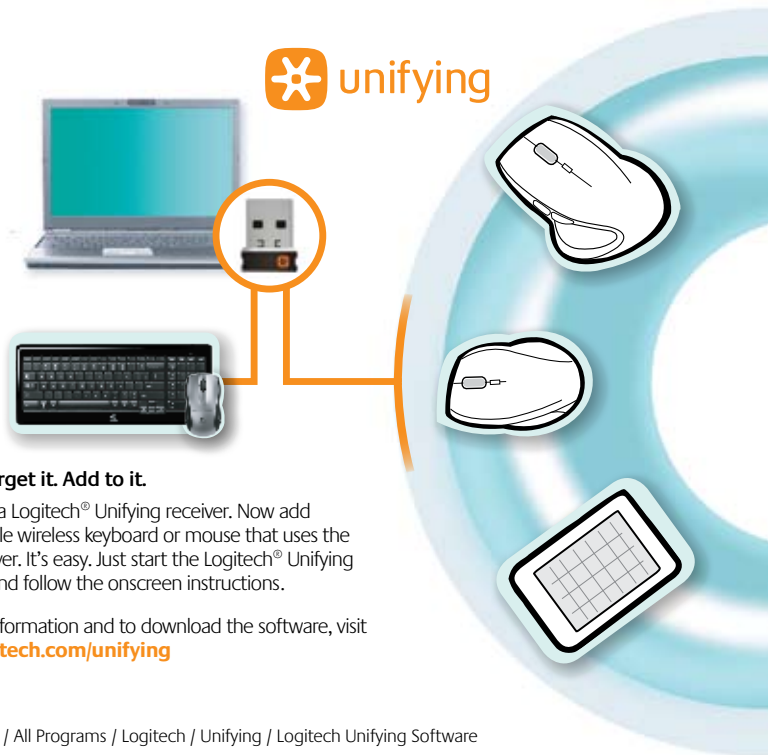 unifying
rget it. Add to it.
a Logitech® Unifying receiver. Now add
le wireless keyboard or mouse that uses the
ver. It’s easy. Just start the Logitech® Unifying
nd follow the onscreen instructions.
formation and to download the software, visit
tech.com/unifying
/ All Programs / Logitech / Unifying / Logitech Unifying Software